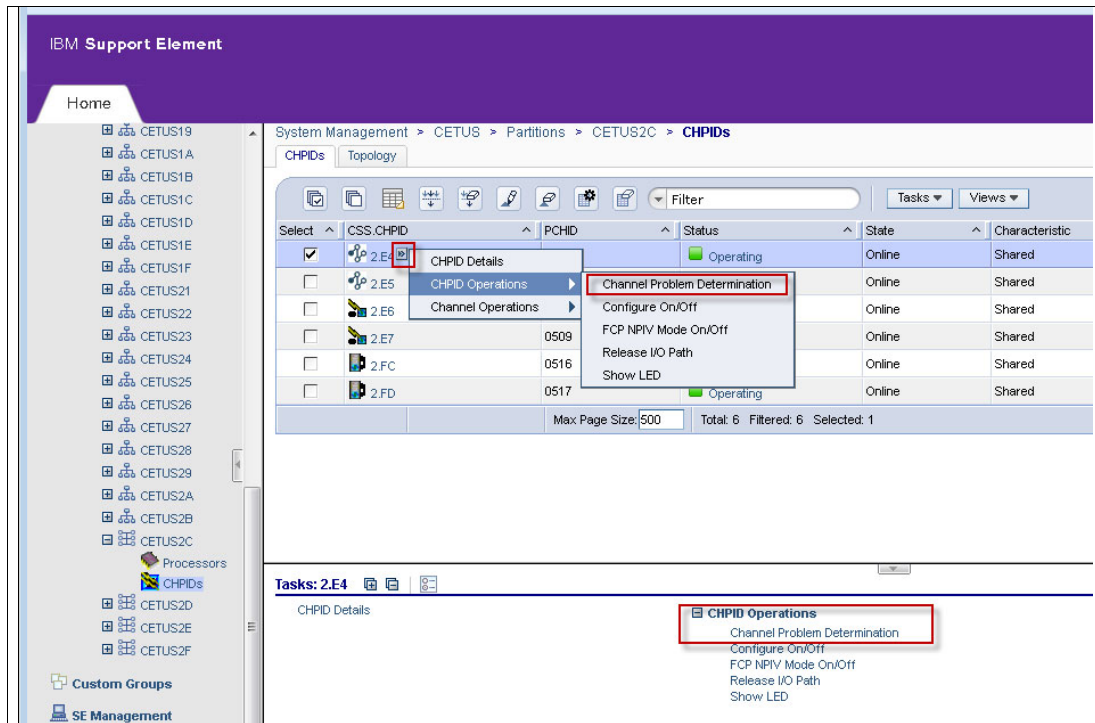 IBM Support Element
Home
CETUS19
CETUS1A
CETUS1B
CETUS1C
CETUS1D
CETUS1E
CETUS1F
CETUS21
CETUS22
CETUS23
CETUS24
CETUS25
CETUS26
CETUS27
CETUS28
CETUS29
CETUS2A
CETUS2B
CETUS2C
Processors
CHPIDs
CETUS2D
CETUS2E
CETUS2F
Custom Groups
SE Management
System Management > CETUS > Partitions > CETUS2C > CHPIDs
CHPIDs Topology
Filter Tasks Views
Select CSS.CHPID PCHID Status State Characteristic
2.E4 Operating Online Shared
2.E5 Online Shared
2.E6 Online Shared
2.E7 0509 Online Shared
2.FC 0516 Online Shared
2.FD 0517 Operating Online Shared
CHPID Details
CHPID Operations
Channel Operations
Channel Problem Determination
Configure On/Off
FCP NPIV Mode On/Off
Release I/O Path
Show LED
Max Page Size: 500 Total: 6 Filtered: 6 Selected: 1
Tasks: 2.E4
CHPID Details
CHPID Operations
Channel Problem Determination
Configure On/Off
FCP NPIV Mode On/Off
Release I/O Path
Show LED